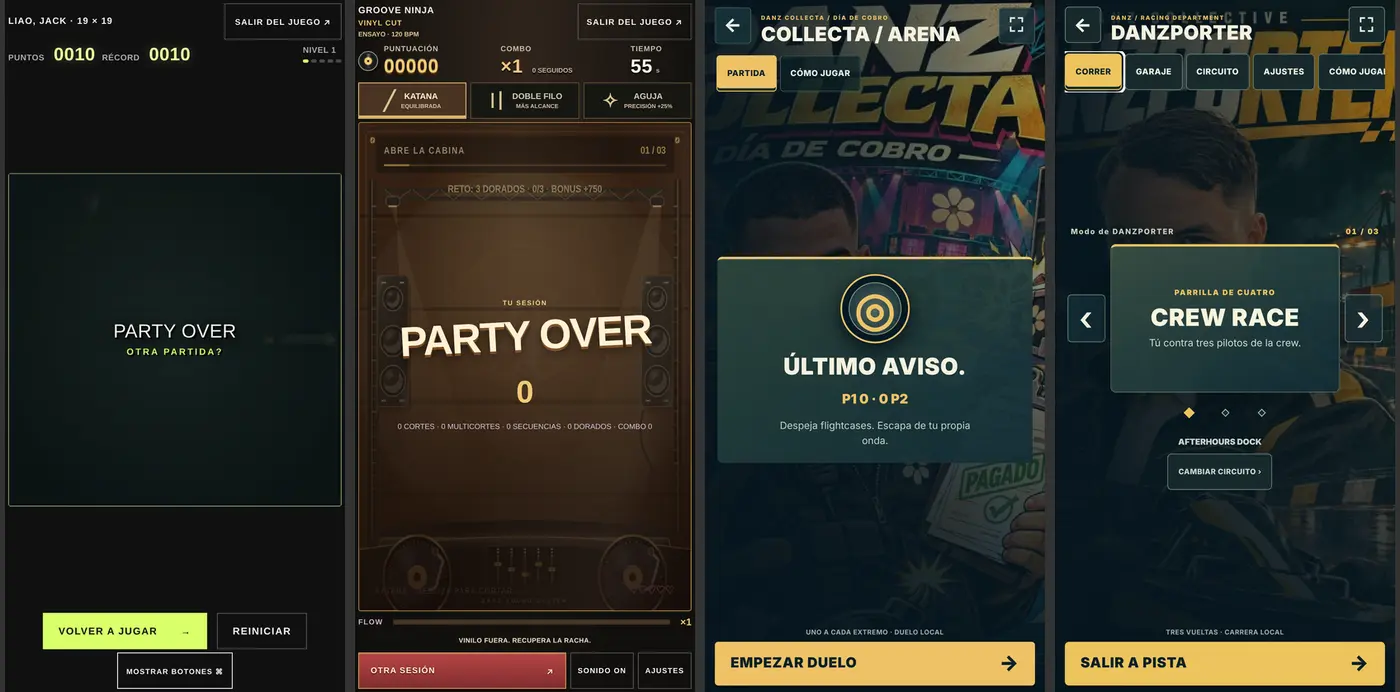 LIAO, JACK · 19 × 19
SALIR DEL JUEGO ↗
PUNTOS 0010 RÉCORD 0010
NIVEL 1
PARTY OVER
OTRA PARTIDA?
VOLVER A JUGAR →
REINICIAR
MOSTRAR BOTONES ⌘
GROOVE NINJA
VINYL CUT
ENSAYO · 120 BPM
SALIR DEL JUEGO ↗
PUNTUACIÓN
00000
COMBO
×1 0 SEGUIDOS
TIEMPO
55 s
KATANA
EQUILIBRADA
DOBLE FILO
MÁS ALCANCE
AGUJA
PRECISIÓN +25%
ABRE LA CABINA 01 / 03
RETO: 3 DORADOS · 0/3 · BONUS +750
TU SESIÓN
PARTY OVER
0
0 CORTES · 0 MULTICORTES · 0 SECUENCIAS · 0 DORADOS · COMBO 0
FLOW ×1
VINILO FUERA. RECUPERA LA RACHA.
OTRA SESIÓN ↗
SONIDO ON
AJUSTES
DANZ COLLECTA / DÍA DE COBRO
COLLECTA / ARENA
PARTIDA
CÓMO JUGAR
COLLECTA
DÍA DE COBRO
ÚLTIMO AVISO.
P1 0 · 0 P2
Despeja flightcases. Escapa de tu propia
onda.
PAGADO
UNO A CADA EXTREMO · DUELO LOCAL
EMPEZAR DUELO →
DANZ / RACING DEPARTMENT
DANZPORTER
CORRER
GARAJE
CIRCUITO
AJUSTES
CÓMO JUGAR
Modo de DANZPORTER
01 / 03
PARRILLA DE CUATRO
CREW RACE
Tú contra tres pilotos de la crew.
AFTERHOURS DOCK
CAMBIAR CIRCUITO ›
TRES VUELTAS · CARRERA LOCAL
SALIR A PISTA →